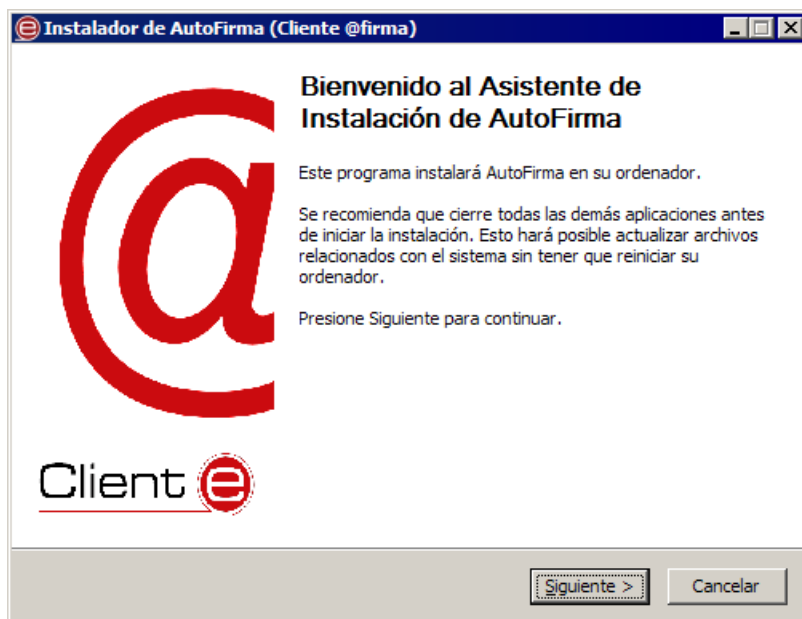 Instalador de AutoFirma (Cliente @firma)
Bienvenido al Asistente de
Instalación de AutoFirma
Este programa instalará AutoFirma en su ordenador.
Se recomienda que cierre todas las demás aplicaciones antes
de iniciar la instalación. Esto hará posible actualizar archivos
relacionados con el sistema sin tener que reiniciar su
ordenador.
Presione Siguiente para continuar.
@
Client e
Siguiente >
Cancelar